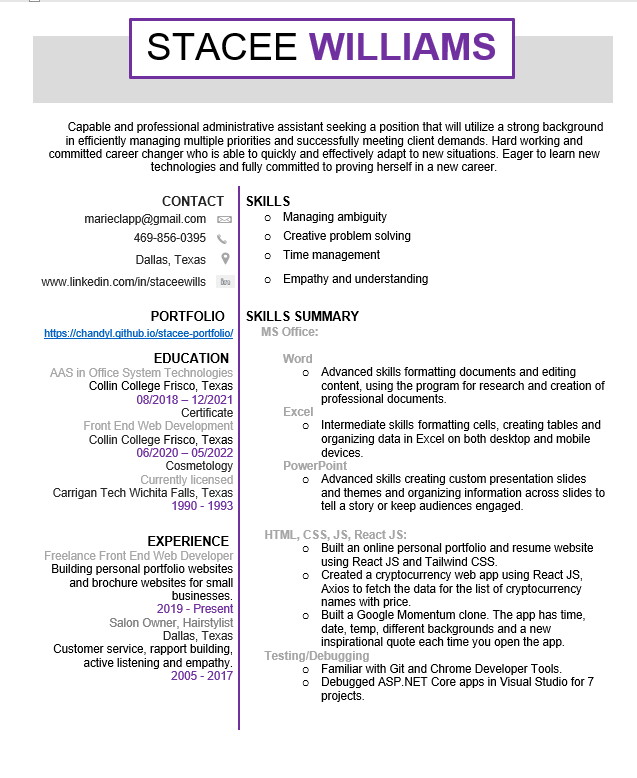 STACEE WILLIAMS
Capable and professional administrative assistant seeking a position that will utilize a strong background
in efficiently managing multiple priorities and successfully meeting client demands. Hard working and
committed career changer who is able to quickly and effectively adapt to new situations. Eager to learn new
technologies and fully committed to proving herself in a new career.
CONTACT
marieclapp@gmail.com
469-856-0395
Dallas, Texas
www.linkedin.com/in/staceewills
PORTFOLIO
https://chandyl.github.io/stacee-portfolio/
EDUCATION
AAS in Office System Technologies
Collin College Frisco, Texas
08/2018 – 12/2021
Certificate
Front End Web Development
Collin College Frisco, Texas
06/2020 – 05/2022
Cosmetology
Currently licensed
Carrigan Tech Wichita Falls, Texas
1990 - 1993
EXPERIENCE
Freelance Front End Web Developer
Building personal portfolio websites
and brochure websites for small
businesses.
2019 - Present
Salon Owner, Hairstylist
Dallas, Texas
Customer service, rapport building,
active listening and empathy.
2005 - 2017
SKILLS
o Managing ambiguity
o Creative problem solving
o Time management
o Empathy and understanding
SKILLS SUMMARY
MS Office:
Word
o Advanced skills formatting documents and editing
content, using the program for research and creation of
professional documents.
Excel
o Intermediate skills formatting cells, creating tables and
organizing data in Excel on both desktop and mobile
devices.
PowerPoint
o Advanced skills creating custom presentation slides
and themes and organizing information across slides to
tell a story or keep audiences engaged.
HTML, CSS, JS, React JS:
o Built an online personal portfolio and resume website
using React JS and Tailwind CSS.
o Created a cryptocurrency web app using React JS,
Axios to fetch the data for the list of cryptocurrency
names with price.
o Built a Google Momentum clone. The app has time,
date, temp, different backgrounds and a new
inspirational quote each time you open the app.
Testing/Debugging
o Familiar with Git and Chrome Developer Tools.
o Debugged ASP.NET Core apps in Visual Studio for 7
projects.